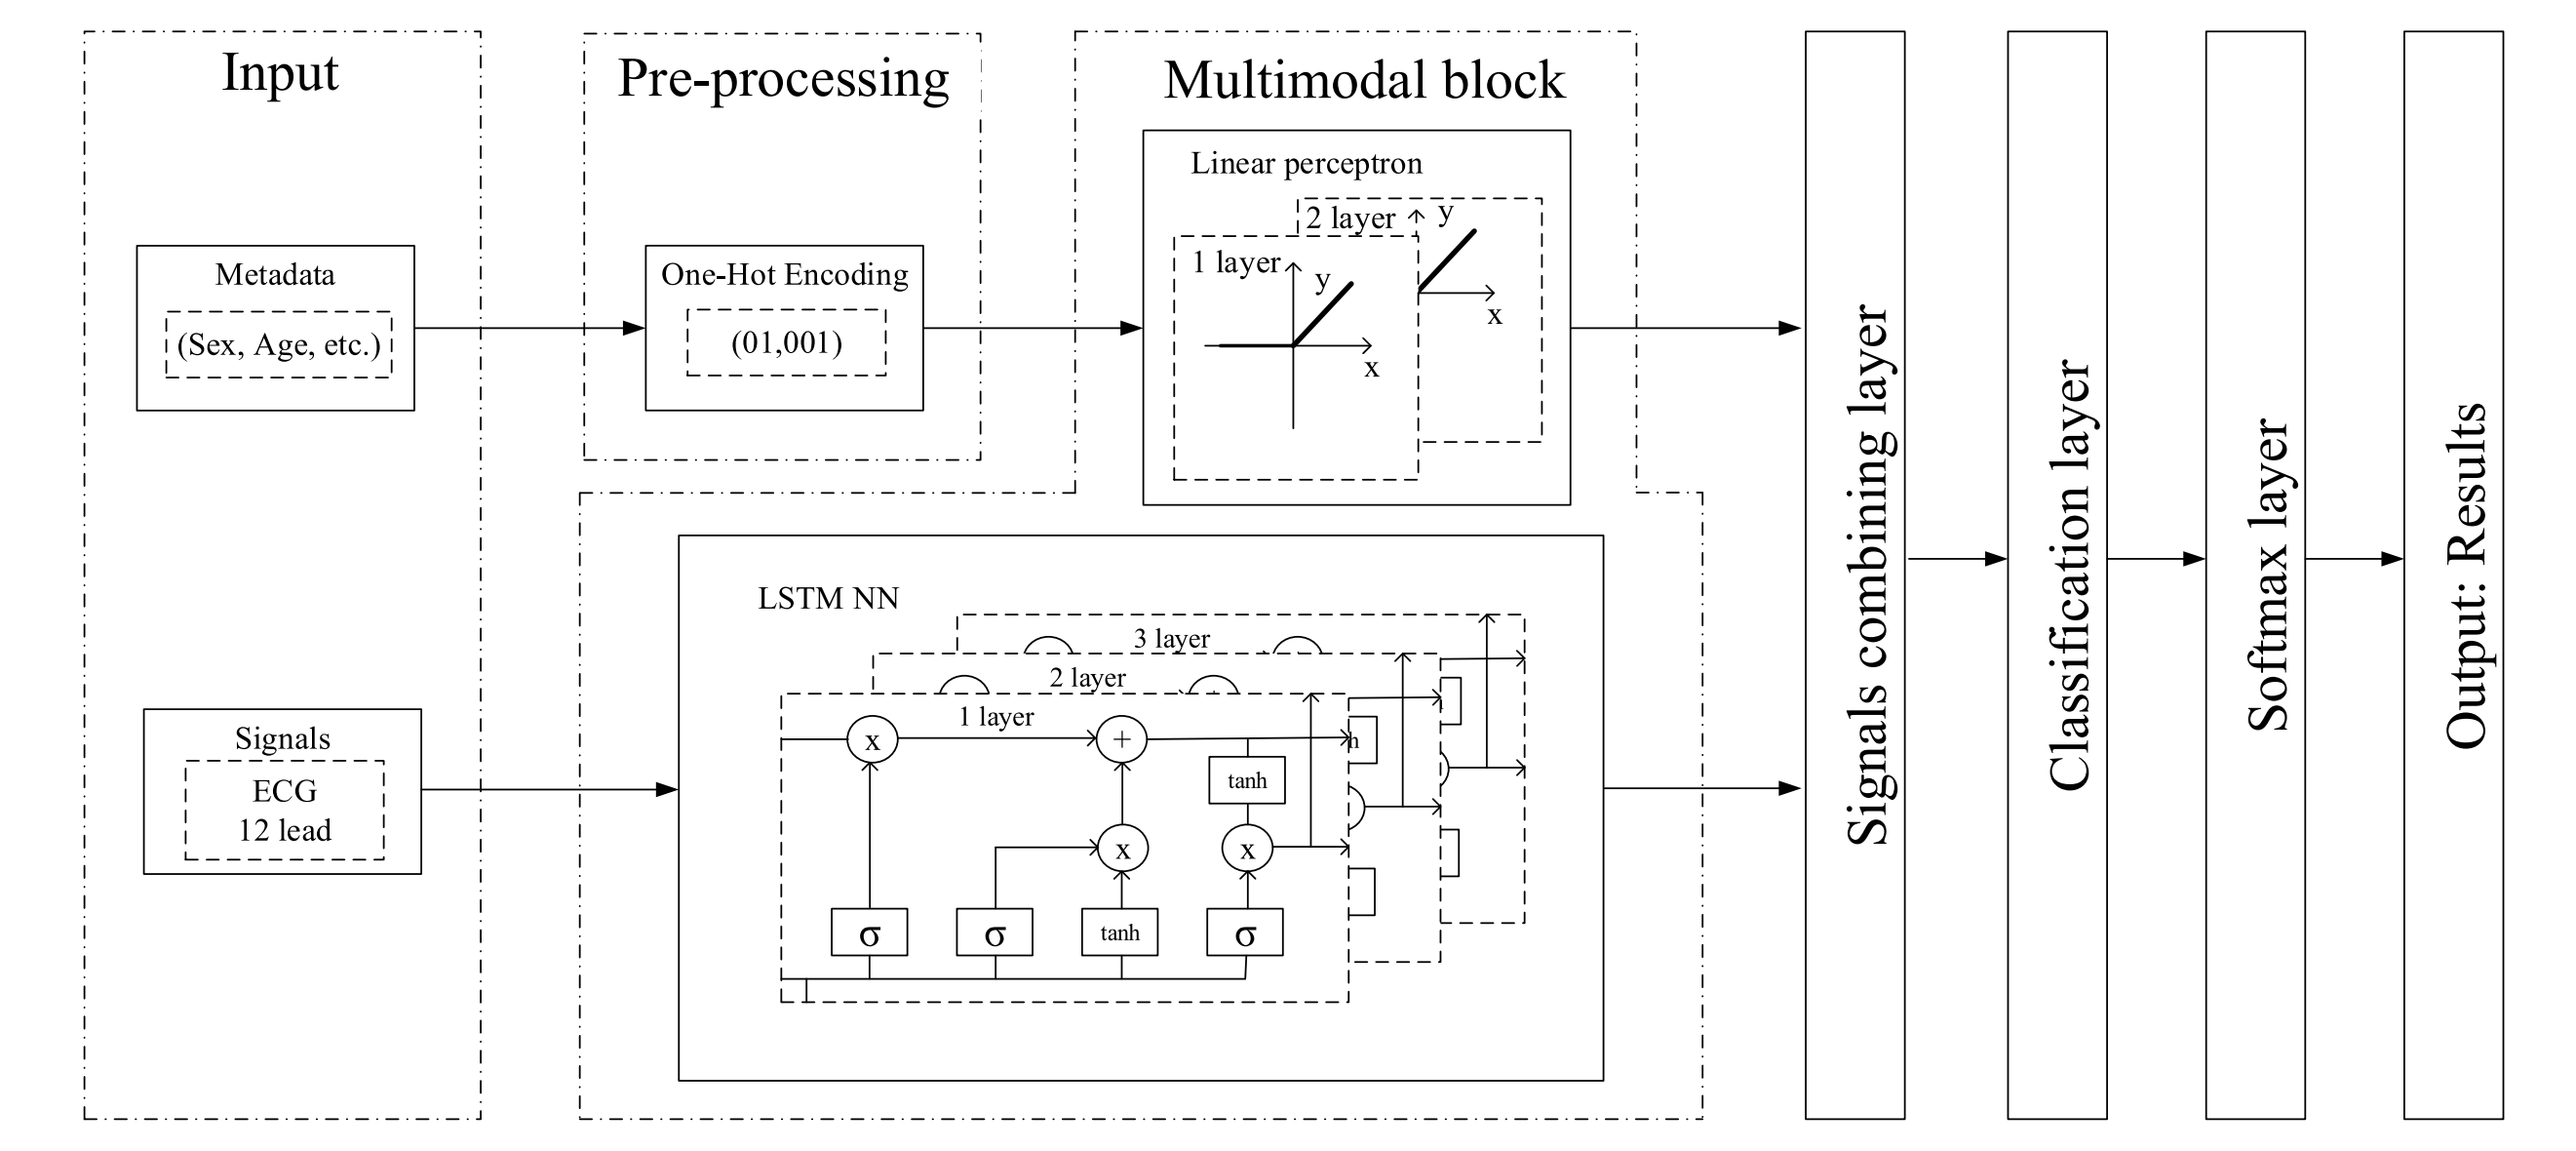 Input
Pre-processing
Multimodal block
Metadata
(Sex, Age, etc.)
One-Hot Encoding
(01,001)
Linear perceptron
2 layer
y
x
1 layer
y
x
Signals
ECG
12 lead
LSTM NN
3 layer
2 layer
1 layer
x
+
h
tanh
x
x
σ
σ
tanh
σ
Signals combining layer
Classification layer
Softmax layer
Output: Results